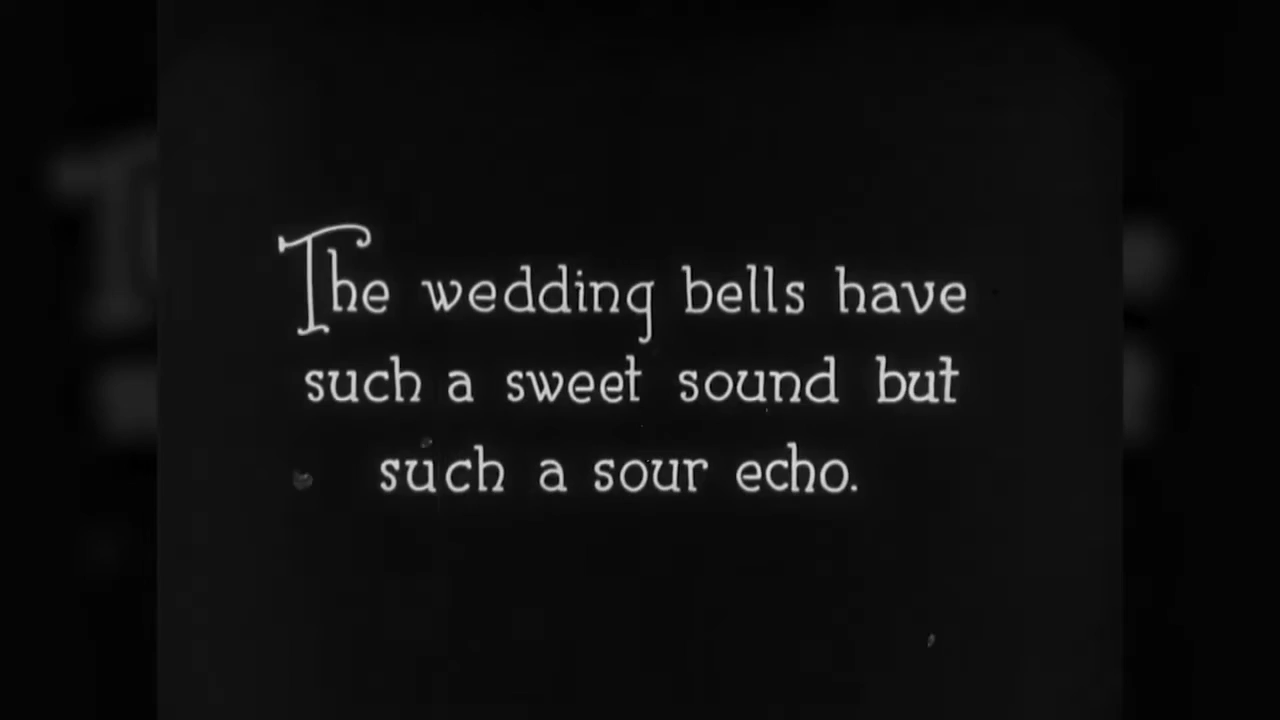 The wedding bells have
such a sweet sound but
such a sour echo.